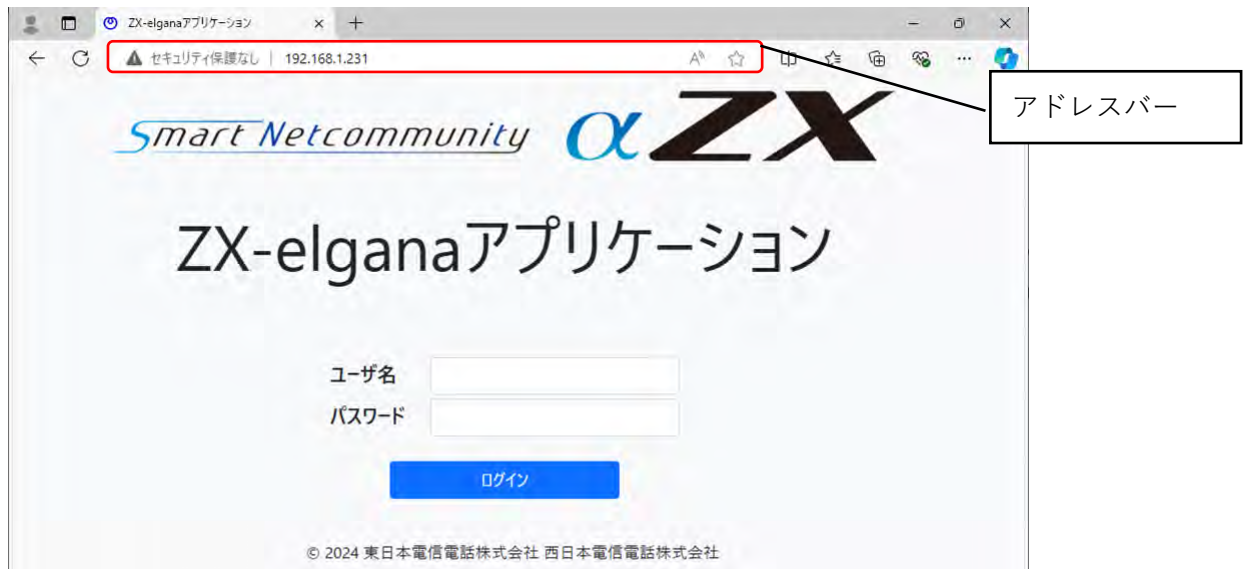 ZX-elganaアプリケーション
セキュリティ保護なし | 192.168.1.231
アドレスバー
Smart Netcommunity αZX
ZX-elganaアプリケーション
ユーザ名
パスワード
ログイン
© 2024 東日本電信電話株式会社 西日本電信電話株式会社